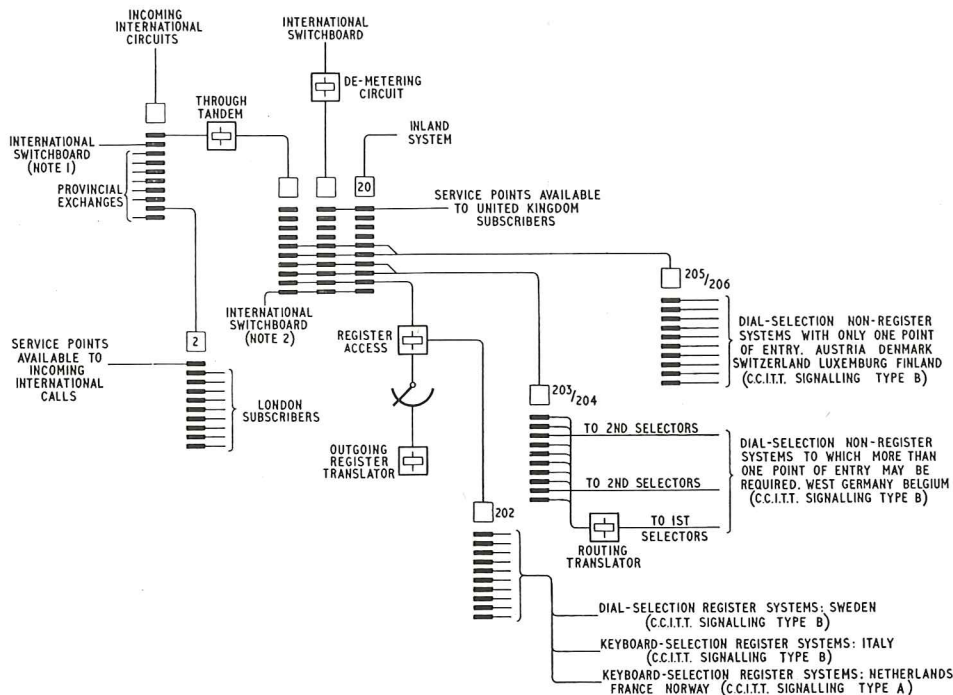 INCOMING
INTERNATIONAL
CIRCUITS
INTERNATIONAL
SWITCHBOARD
DE-METERING
CIRCUIT
THROUGH
TANDEM
INLAND
SYSTEM
INTERNATIONAL
SWITCHBOARD
(NOTE 1)
PROVINCIAL
EXCHANGES
20
SERVICE POINTS AVAILABLE
TO UNITED KINGDOM
SUBSCRIBERS
205/206
INTERNATIONAL
SWITCHBOARD
(NOTE 2)
REGISTER
ACCESS
2
SERVICE POINTS
AVAILABLE TO
INCOMING
INTERNATIONAL
CALLS
LONDON
SUBSCRIBERS
DIAL-SELECTION NON-REGISTER
SYSTEMS WITH ONLY ONE POINT
OF ENTRY. AUSTRIA DENMARK
SWITZERLAND LUXEMBURG FINLAND
(C.C.I.T.T. SIGNALLING TYPE B)
203/204
OUTGOING
REGISTER
TRANSLATOR
TO 2ND SELECTORS
TO 2ND SELECTORS
TO 1ST
SELECTORS
ROUTING
TRANSLATOR
DIAL-SELECTION NON-REGISTER
SYSTEMS TO WHICH MORE THAN
ONE POINT OF ENTRY MAY BE
REQUIRED. WEST GERMANY BELGIUM
(C.C.I.T.T. SIGNALLING TYPE B)
202
DIAL-SELECTION REGISTER SYSTEMS: SWEDEN
(C.C.I.T.T. SIGNALLING TYPE B)
KEYBOARD-SELECTION REGISTER SYSTEMS: ITALY
(C.C.I.T.T. SIGNALLING TYPE B)
KEYBOARD-SELECTION REGISTER SYSTEMS: NETHERLANDS
FRANCE NORWAY (C.C.I.T.T. SIGNALLING TYPE A)